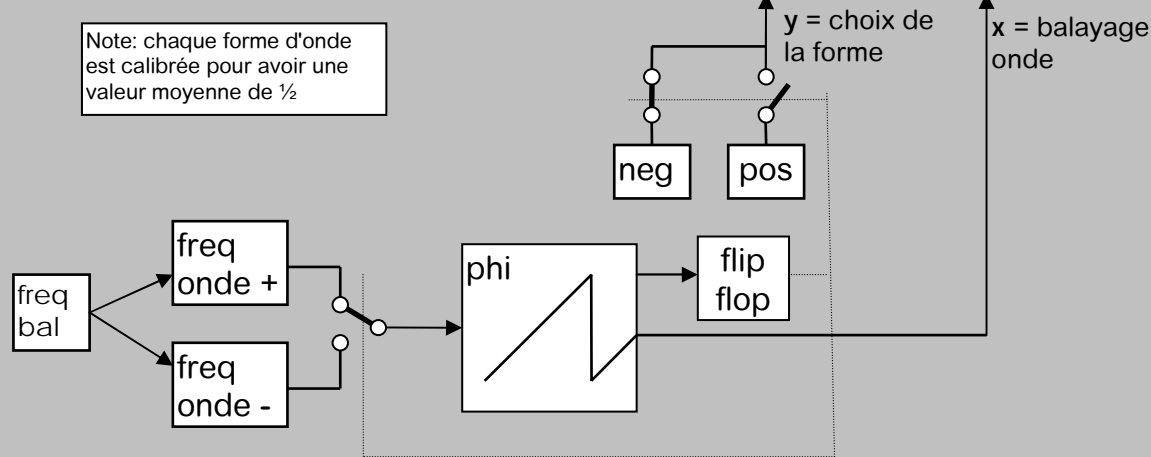 Note: chaque forme d'onde
est calibrée pour avoir une
valeur moyenne de ½
y = choix de
la forme
x = balayage
onde
neg
pos
freq
onde +
freq
bal
phi
flip
flop
freq
onde -